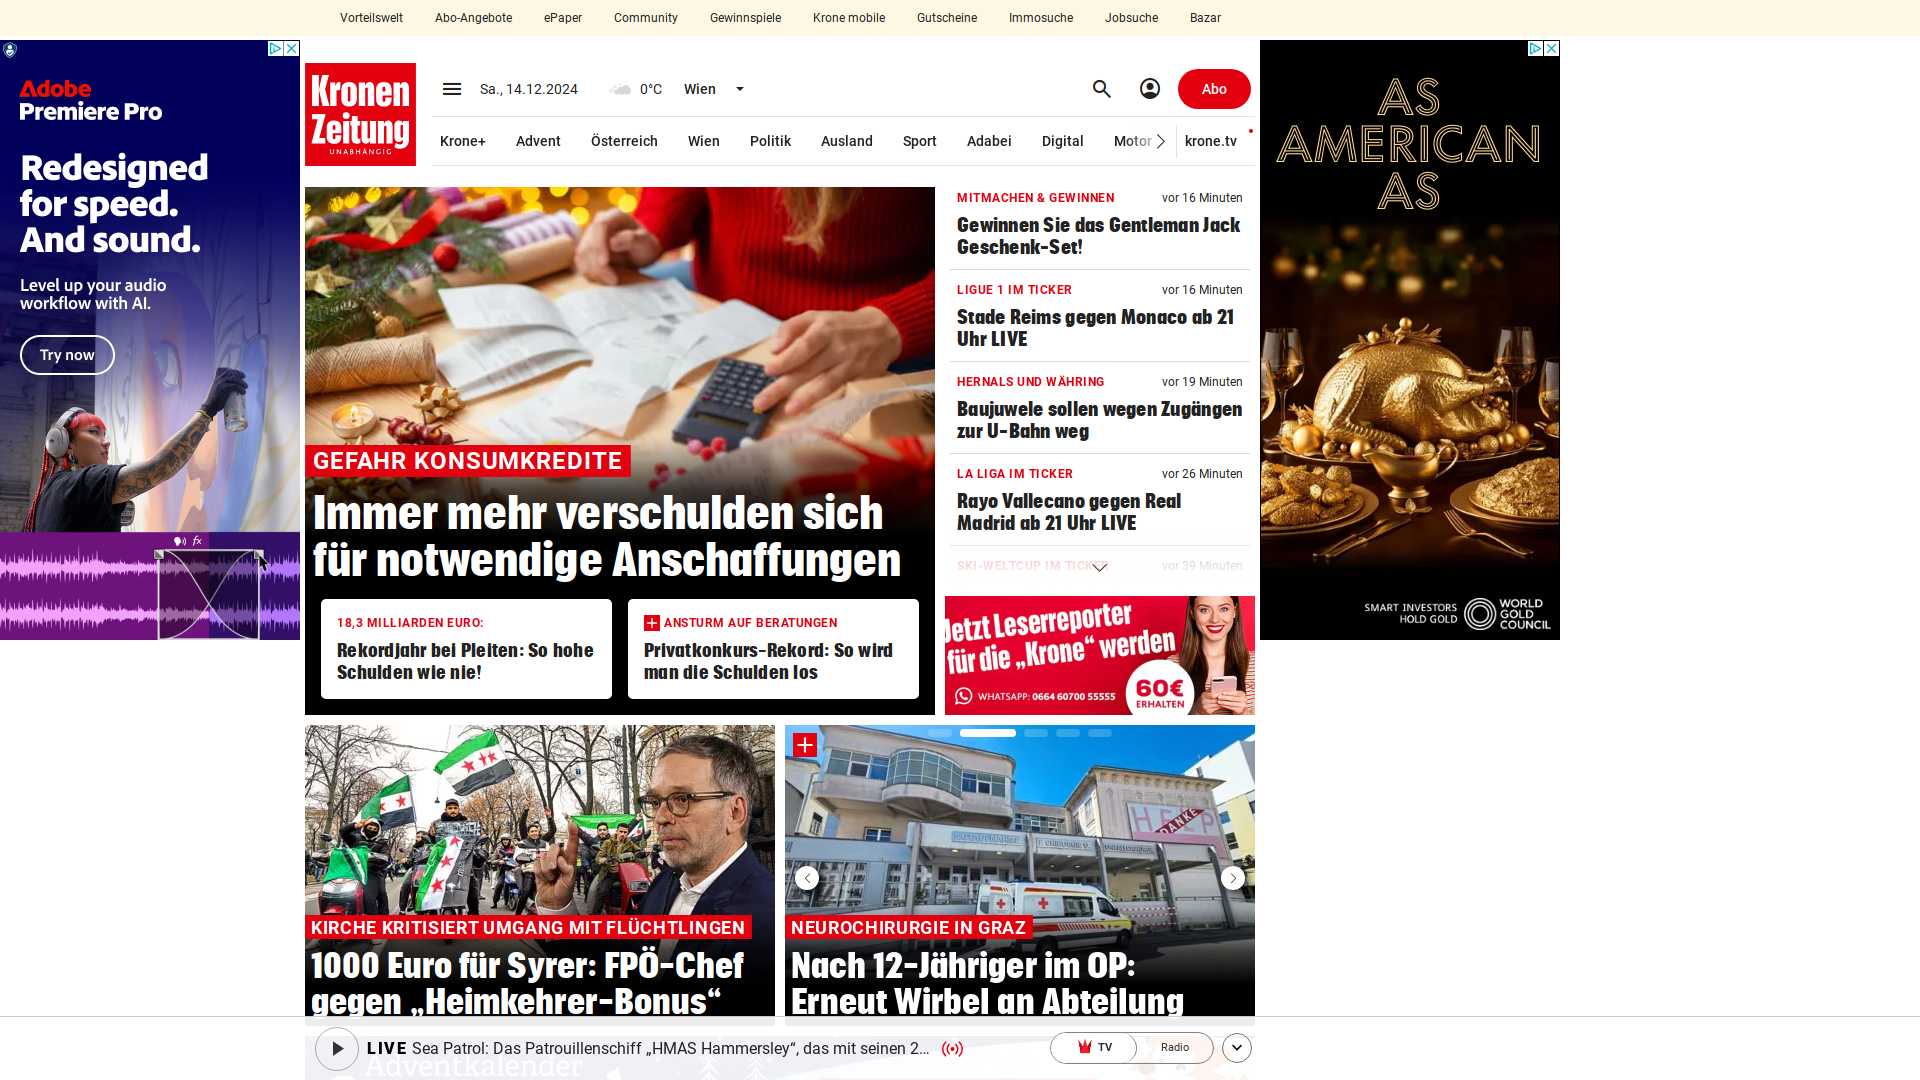 Vorteilswelt Abo-Angebote ePaper Community Gewinnspiele Krone mobile Gutscheine Immosuche Jobsuche Bazar
Adobe
Premiere Pro
Redesigned
for speed.
And sound.
Level up your audio
workflow with AI.
Try now
fx
Kronen
Zeitung
UNABHÄNGIG
Sa., 14.12.2024 0°C Wien
Abo
Krone+ Advent Österreich Wien Politik Ausland Sport Adabei Digital Motor krone.tv
GEFAHR KONSUMKREDITE
Immer mehr verschulden sich
für notwendige Anschaffungen
18,3 MILLIARDEN EURO:
Rekordjahr bei Pleiten: So hohe
Schulden wie nie!
ANSTURM AUF BERATUNGEN
Privatkonkurs-Rekord: So wird
man die Schulden los
MITMACHEN & GEWINNEN vor 16 Minuten
Gewinnen Sie das Gentleman Jack
Geschenk-Set!
LIGUE 1 IM TICKER vor 16 Minuten
Stade Reims gegen Monaco ab 21
Uhr LIVE
HERNALS UND WÄHRING vor 19 Minuten
Baujuwele sollen wegen Zugängen
zur U-Bahn weg
LA LIGA IM TICKER vor 26 Minuten
Rayo Vallecano gegen Real
Madrid ab 21 Uhr LIVE
SKI-WELTCUP IM TICKER vor 39 Minuten
Jetzt Leserreporter
für die „Krone“ werden
WHATSAPP: 0664 60700 55555
60€
ERHALTEN
AS
AMERICAN
AS
SMART INVESTORS
HOLD GOLD
WORLD
GOLD
COUNCIL
KIRCHE KRITISIERT UMGANG MIT FLÜCHTLINGEN
1000 Euro für Syrer: FPÖ-Chef
gegen „Heimkehrer-Bonus“
HELP
DANKE
NEUROCHIRURGIE IN GRAZ
Nach 12-Jähriger im OP:
Erneut Wirbel an Abteilung
LIVE Sea Patrol: Das Patrouillenschiff „HMAS Hammersley“, das mit seinen 2...
TV Radio
Adventkalender